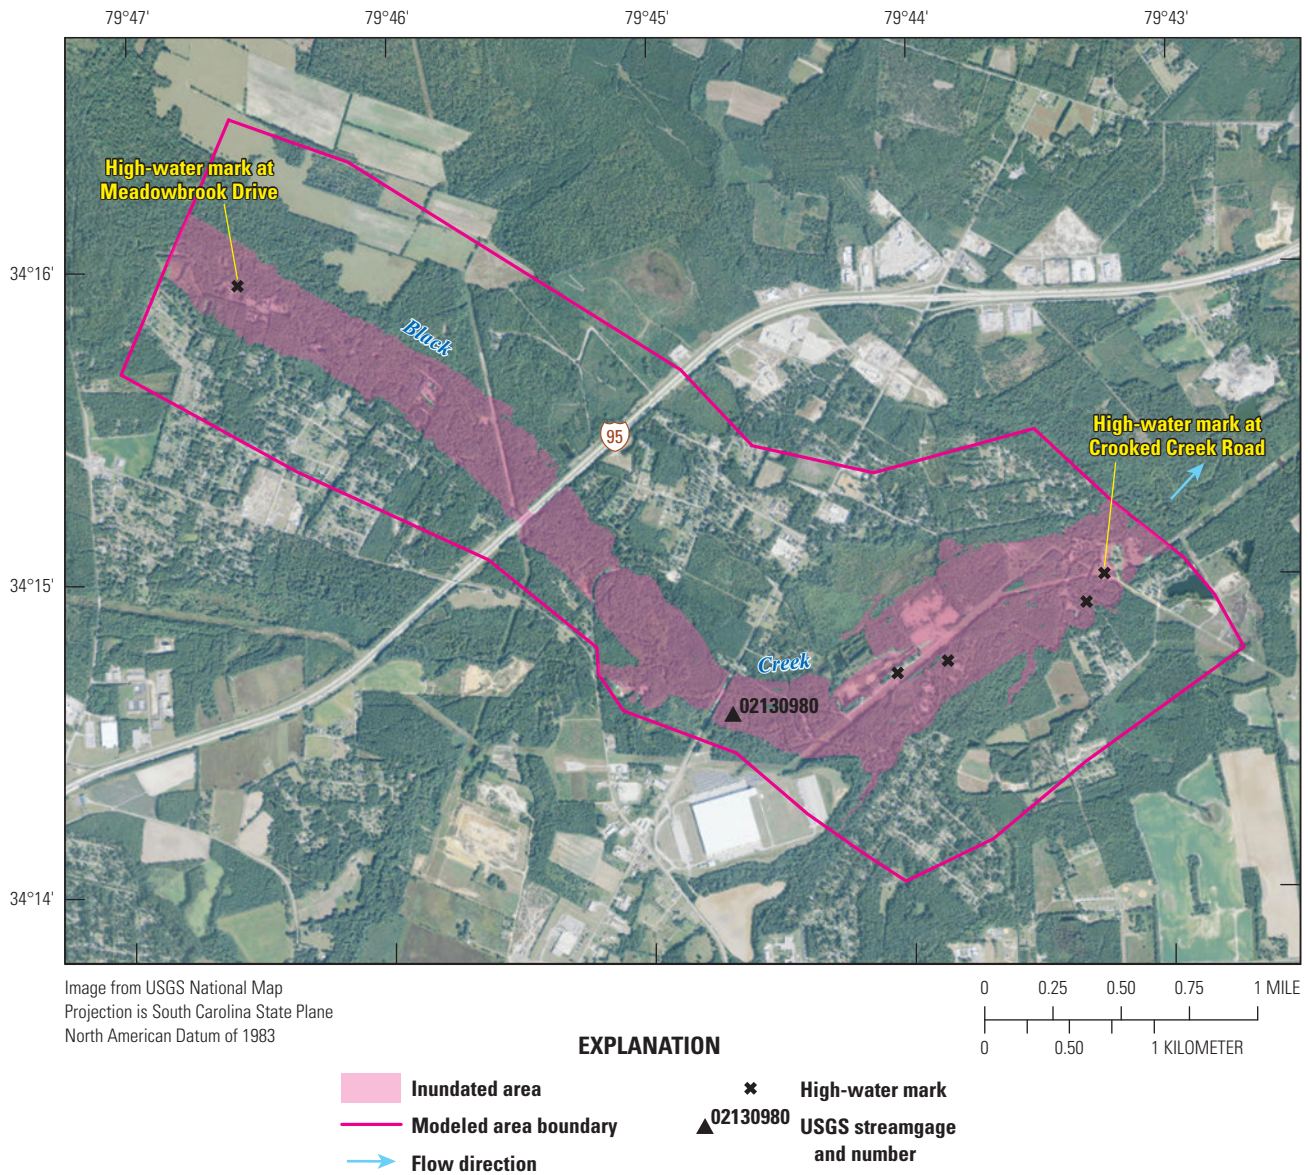 79°47'
79°46'
79°45'
79°44'
79°43'
High-water mark at
Meadowbrook Drive
34°16'
Black
95
High-water mark at
Crooked Creek Road
34°15'
Creek
02130980
34°14'
Image from USGS National Map
Projection is South Carolina State Plane
North American Datum of 1983
0 0.25 0.50 0.75 1 MILE
0 0.50 1 KILOMETER
EXPLANATION
Inundated area
Modeled area boundary
Flow direction
High-water mark
02130980
USGS streamgage
and number